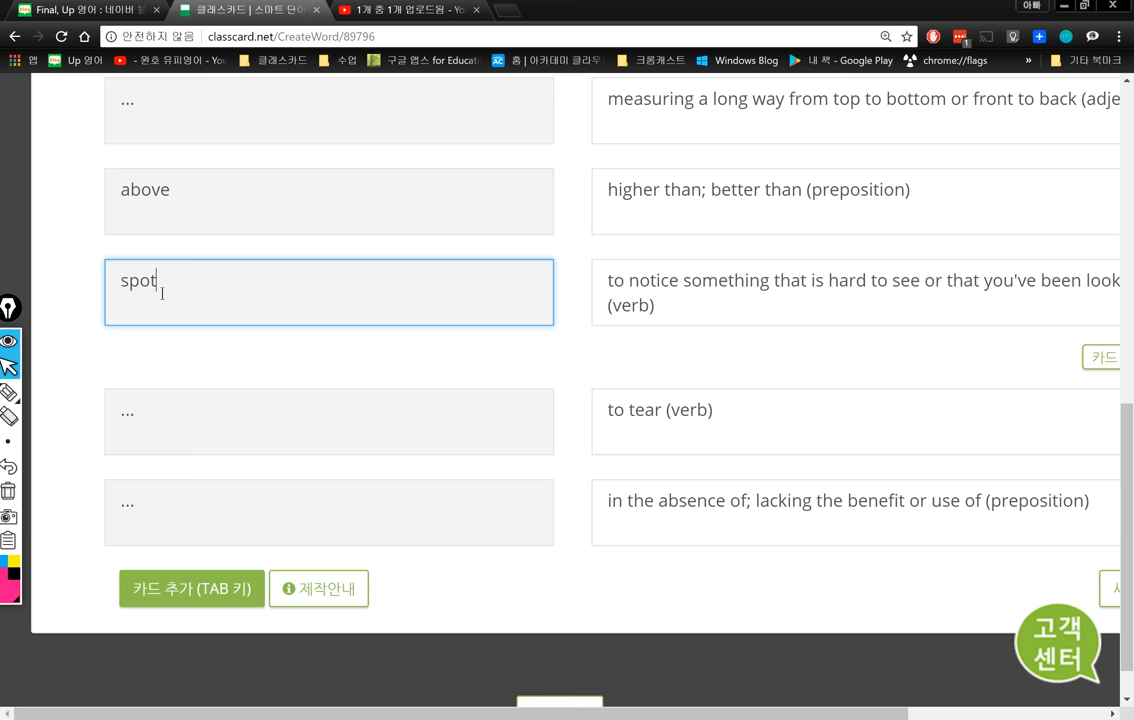 Final, Up 영어 : 네이버 블
클래스카드 | 스마트 단어
1개 중 1개 업로드됨 - Yo
아빠
안전하지 않음
classcard.net/CreateWord/89796
앱
Up 영어
- 원호 유피영어 - You
클래스카드
수업
구글 앱스 for Educati
홈 | 아카데미 클라우드
크롬캐스트
Windows Blog
내 책 - Google Play
chrome://flags
»
기타 북마크
...
measuring a long way from top to bottom or front to back (adje
above
higher than; better than (preposition)
spot
to notice something that is hard to see or that you've been look
(verb)
카드
...
to tear (verb)
...
in the absence of; lacking the benefit or use of (preposition)
카드 추가 (TAB 키)
제작안내
고객
센터